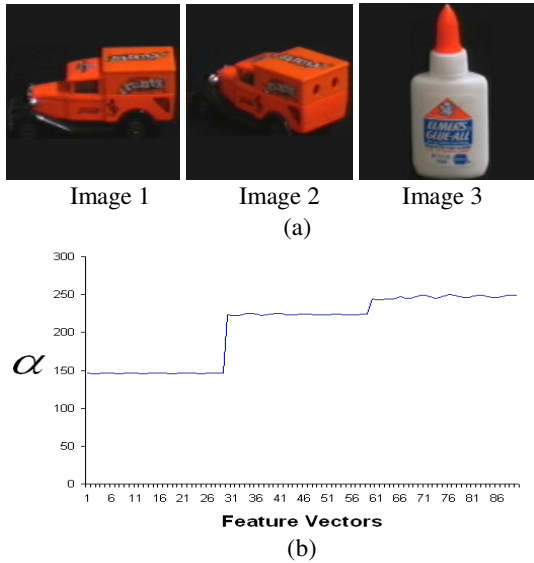 ELMER'S
GLUE-ALL
Image 1 Image 2 Image 3
(a)
300
250
200
150
100
50
0
α
1 6 11 16 21 26 31 36 41 46 51 56 61 66 71 76 81 86
Feature Vectors
(b)